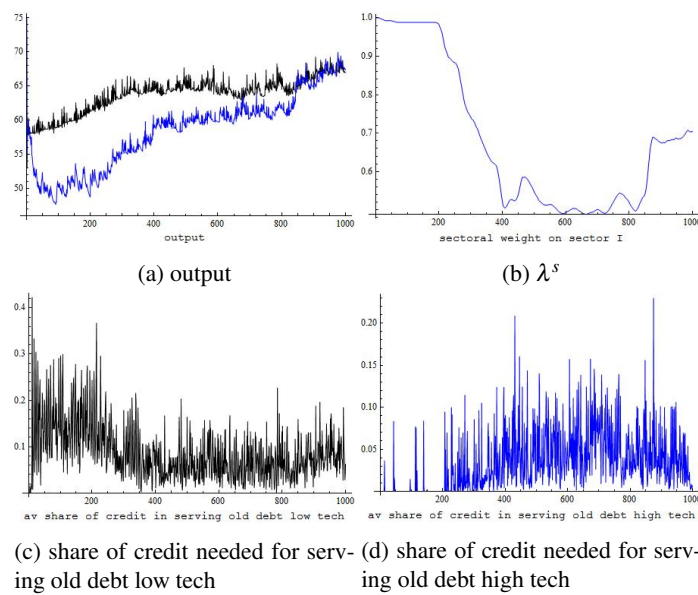 75
70
65
60
55
50
200 400 600 800 1000
output
(a) output
1.0
0.9
0.8
0.7
0.6
200 400 600 800 1000
sectoral weight on sector I
(b) λˢ
0.4
0.3
0.2
0.1
200 400 600 800 1000
av share of credit in serving old debt low tech
(c) share of credit needed for serv-
ing old debt low tech
0.20
0.15
0.10
0.05
200 400 600 800 1000
av share of credit in serving old debt high tech
(d) share of credit needed for serv-
ing old debt high tech